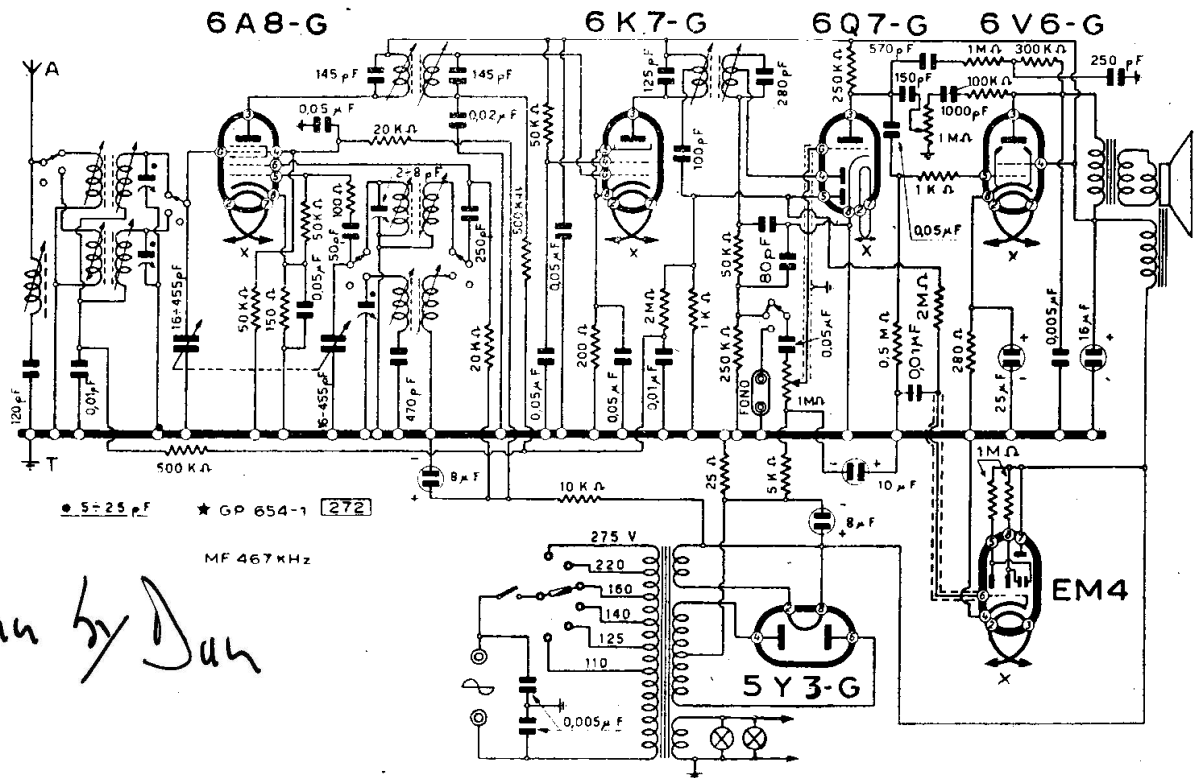 6A8-G 6K7-G 6Q7-G 6V6-G
A
145 pF
145 pF
0,05 µF
0,02 µF
20 KΩ
2÷8 pF
50 KΩ
100 Ω
50 pF
0,05 µF
250 pF
500 KΩ
16÷455 pF
50 KΩ
150 Ω
16-455 pF
470 pF
20 KΩ
120 pF
0,01 µF
T
500 KΩ
8 µF
125 pF
280 pF
50 KΩ
100 pF
0,05 µF
0,05 µF
200 Ω
0,05 µF
2 MΩ
0,01 µF
1 KΩ
50 KΩ
80 pF
250 KΩ
FONO
0,05 µF
1MΩ
250 KΩ
570 pF
1MΩ
300 KΩ
250 pF
150 pF
100 KΩ
1000 pF
1MΩ
1 KΩ
0,05 µF
0,5 MΩ
0,01 µF
2 MΩ
280 Ω
25 µF
0,005 µF
16 µF
25 Ω
5 KΩ
10 µF
8 µF
10 KΩ
1 MΩ
X
X
X
X
X
EM4
5-25 pF
★ GP 654-1 272
MF 467 KHz
275 V
220
160
140
125
110
0,005 µF
5 Y 3-G
by Dan